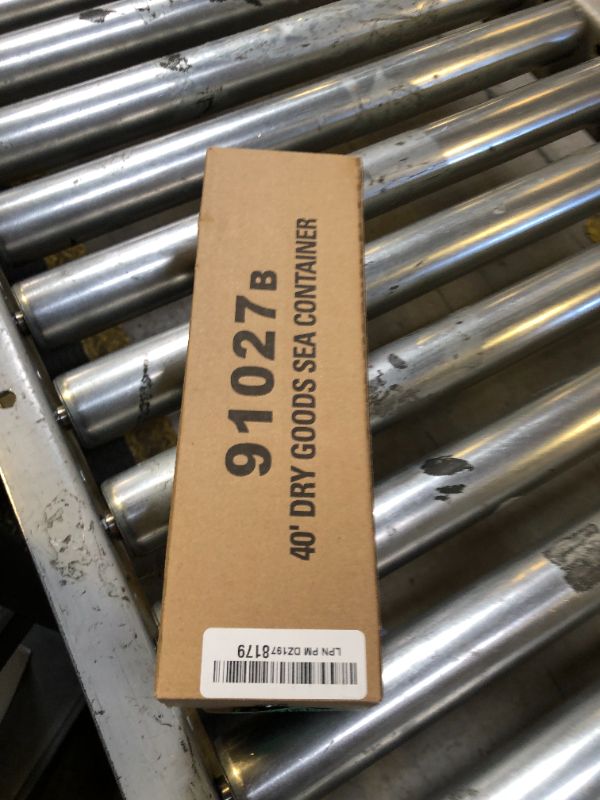 91027B
40' DRY GOODS SEA CONTAINER
LPN PM DZ1978179